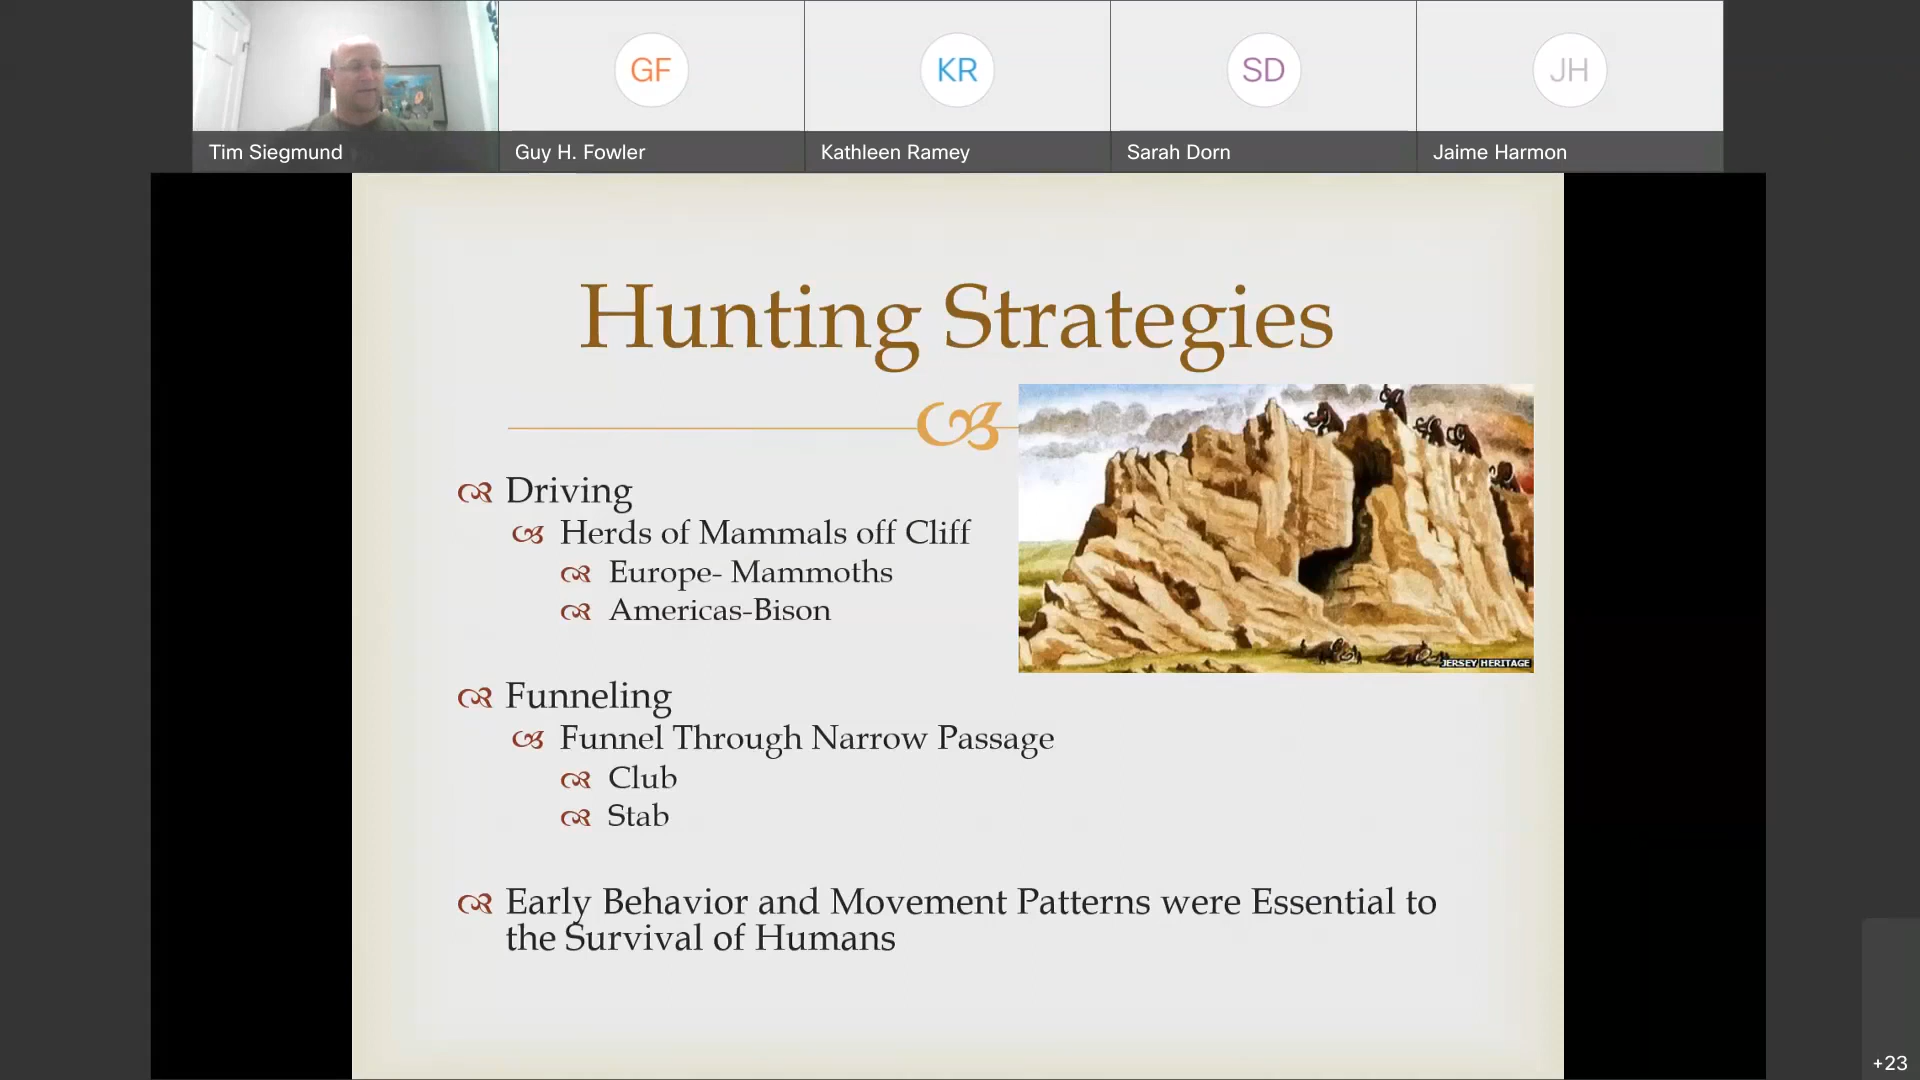 GF
KR
SD
JH
Tim Siegmund
Guy H. Fowler
Kathleen Ramey
Sarah Dorn
Jaime Harmon
Hunting Strategies
Driving
Herds of Mammals off Cliff
Europe- Mammoths
Americas-Bison
JERSEY HERITAGE
Funneling
Funnel Through Narrow Passage
Club
Stab
Early Behavior and Movement Patterns were Essential to
the Survival of Humans
+23